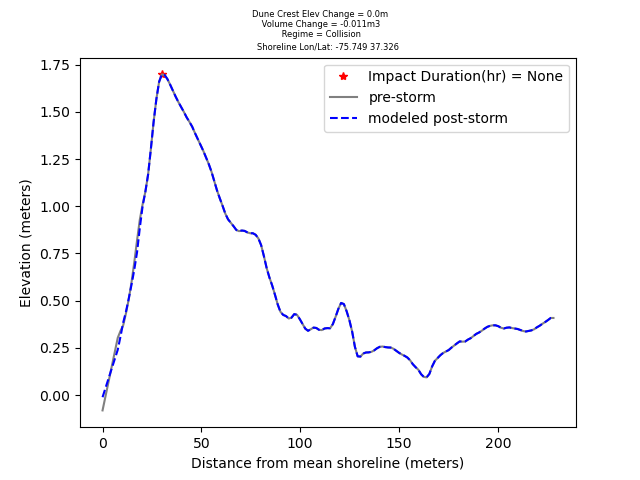 Dune Crest Elev Change = 0.0m
Volume Change = -0.011m3
Regime = Collision
Shoreline Lon/Lat: -75.749 37.326
Impact Duration(hr) = None
pre-storm
modeled post-storm
1.75
1.50
1.25
1.00
0.75
0.50
0.25
0.00
Elevation (meters)
0 50 100 150 200
Distance from mean shoreline (meters)